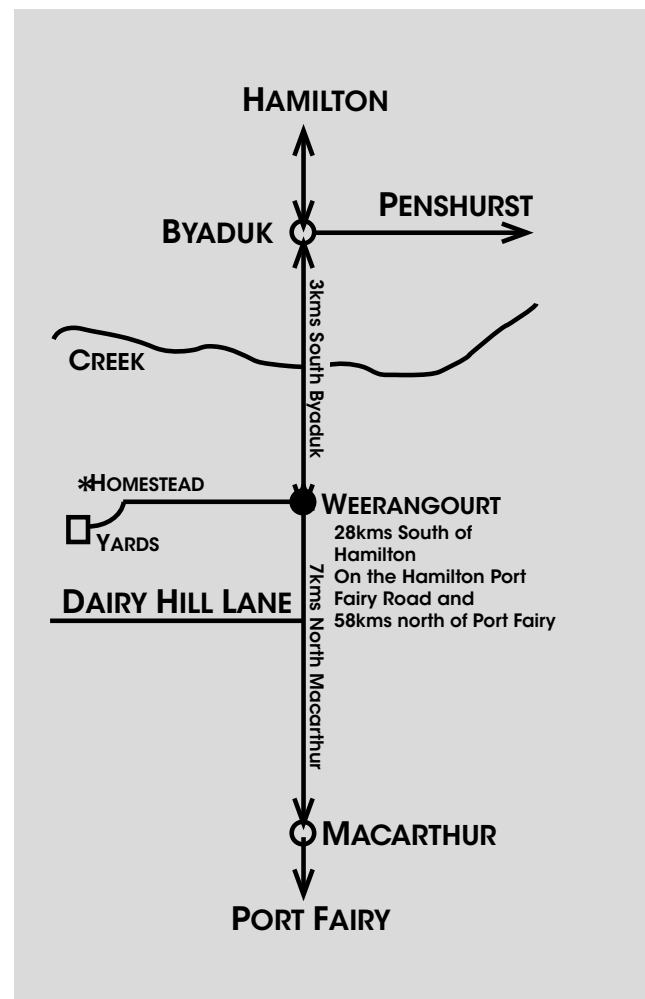 HAMILTON
PENSHURST
BYADUK
3kms South Byaduk
CREEK
*HOMESTEAD
WEERANGOURT
YARDS
28kms South of
Hamilton
On the Hamilton Port
Fairy Road and
58kms north of Port Fairy
7kms North Macarthur
DAIRY HILL LANE
MACARTHUR
PORT FAIRY